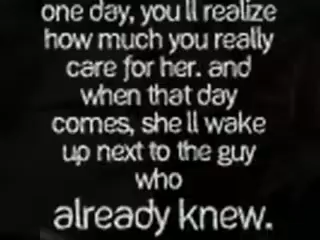 one day, you'll realize
how much you really
care for her. and
when that day
comes, she'll wake
up next to the guy
who
already knew.